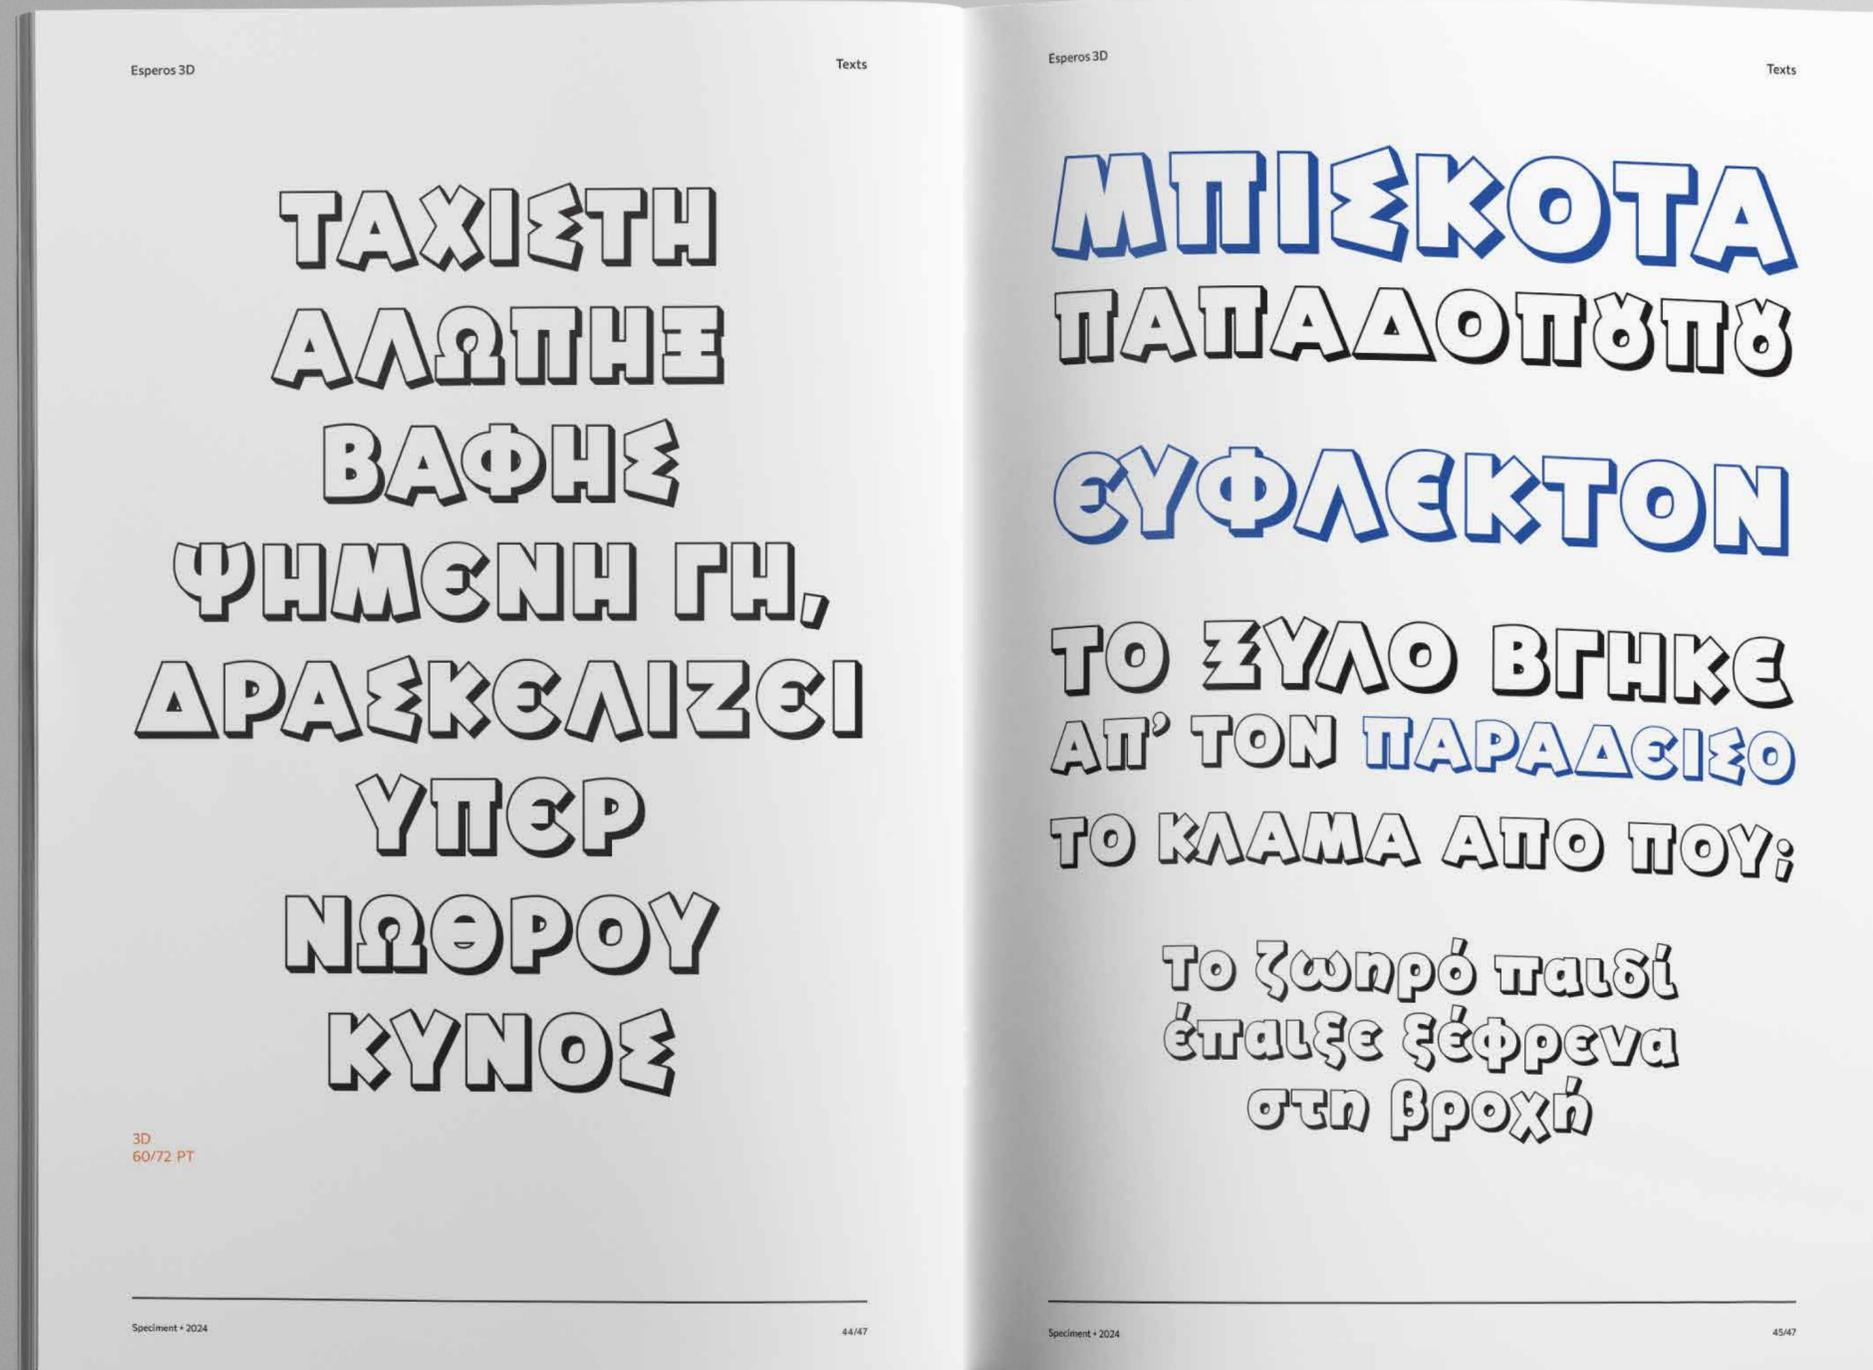 Esperos 3D
Texts
ΤΑΧΙΣΤΗ
ΑΛΩΠΗΞ
ΒΑΦΗΣ
ΨΗΜΕΝΗ ΓΗ,
ΔΡΑΣΚΕΛΙΖΕΙ
ΥΠΕΡ
ΝΩΘΡΟΥ
ΚΥΝΟΣ
3D
60/72 PT
Speciment • 2024
44/47
Esperos 3D
Texts
ΜΠΙΣΚΟΤΑ
ΠΑΠΑΔΟΠȢΠȢ
ΕΥΦΛΕΚΤΟΝ
ΤΟ ΞΥΛΟ ΒΓΗΚΕ
ΑΠ’ ΤΟΝ ΠΑΡΑΔΕΙΣΟ
ΤΟ ΚΛΑΜΑ ΑΠΟ ΠΟΥ;
Το ζωηρό παιδί
έπαιξε ξέφρενα
στη βροχή
Speciment • 2024
45/47